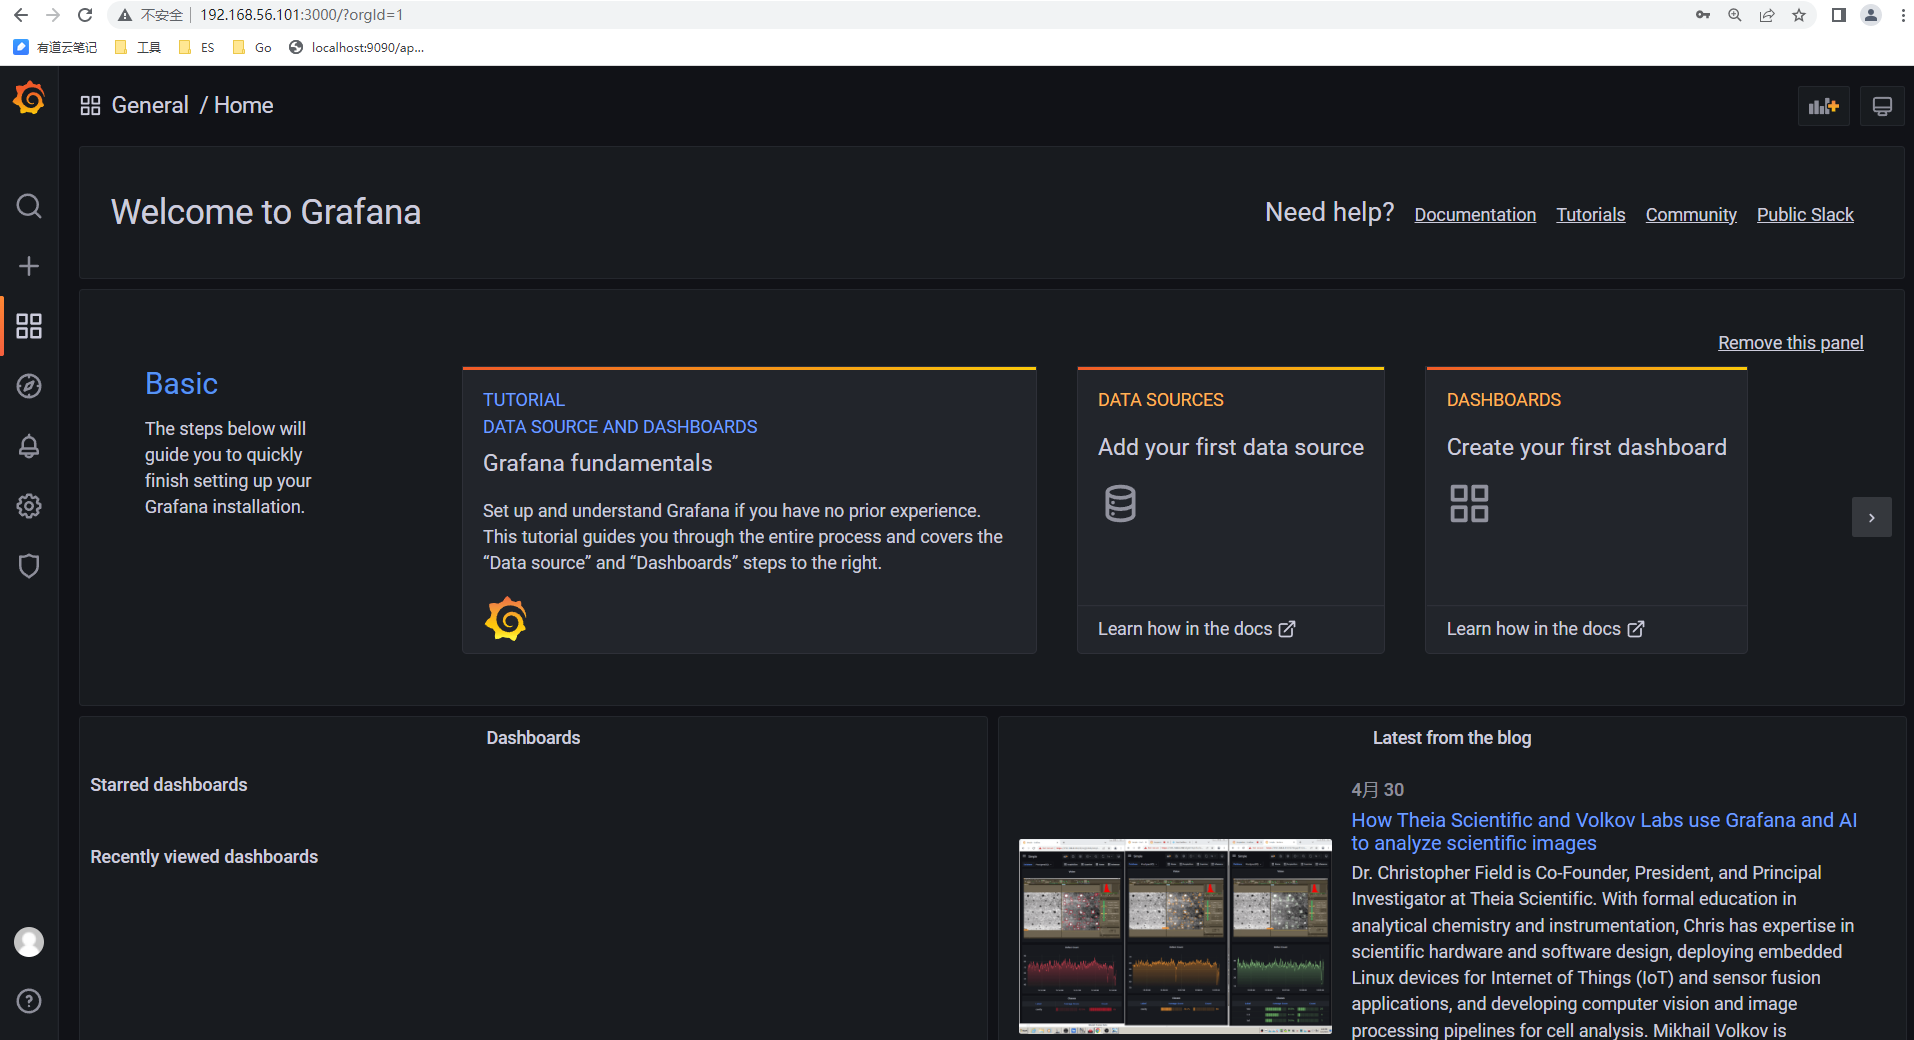 不安全 192.168.56.101:3000/?orgId=1
有道云笔记 工具 ES Go localhost:9090/ap...
General / Home
Welcome to Grafana
Need help? Documentation Tutorials Community Public Slack
Remove this panel
Basic
The steps below will
guide you to quickly
finish setting up your
Grafana installation.
TUTORIAL
DATA SOURCE AND DASHBOARDS
Grafana fundamentals
Set up and understand Grafana if you have no prior experience.
This tutorial guides you through the entire process and covers the
“Data source” and “Dashboards” steps to the right.
DATA SOURCES
Add your first data source
Learn how in the docs
DASHBOARDS
Create your first dashboard
Learn how in the docs
Dashboards
Starred dashboards
Recently viewed dashboards
Latest from the blog
4月 30
How Theia Scientific and Volkov Labs use Grafana and AI
to analyze scientific images
Dr. Christopher Field is Co-Founder, President, and Principal
Investigator at Theia Scientific. With formal education in
analytical chemistry and instrumentation, Chris has expertise in
scientific hardware and software design, deploying embedded
Linux devices for Internet of Things (IoT) and sensor fusion
applications, and developing computer vision and image
processing pipelines for cell analysis. Mikhail Volkov is